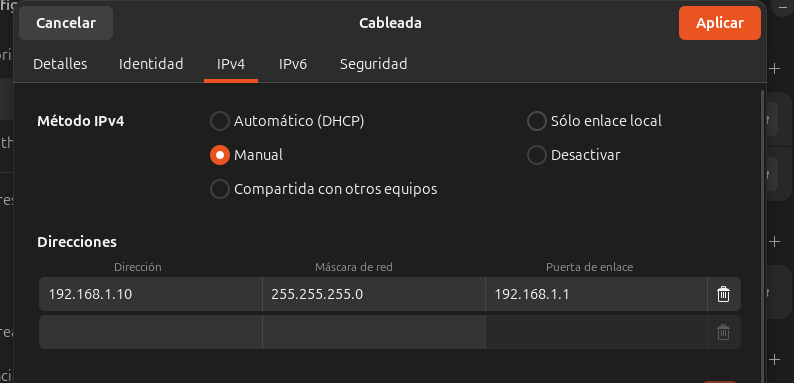 Cancelar Cableada Aplicar
Detalles Identidad IPv4 IPv6 Seguridad
Método IPv4 Automático (DHCP) Sólo enlace local
Manual Desactivar
Compartida con otros equipos
Direcciones
Dirección Máscara de red Puerta de enlace
192.168.1.10 255.255.255.0 192.168.1.1